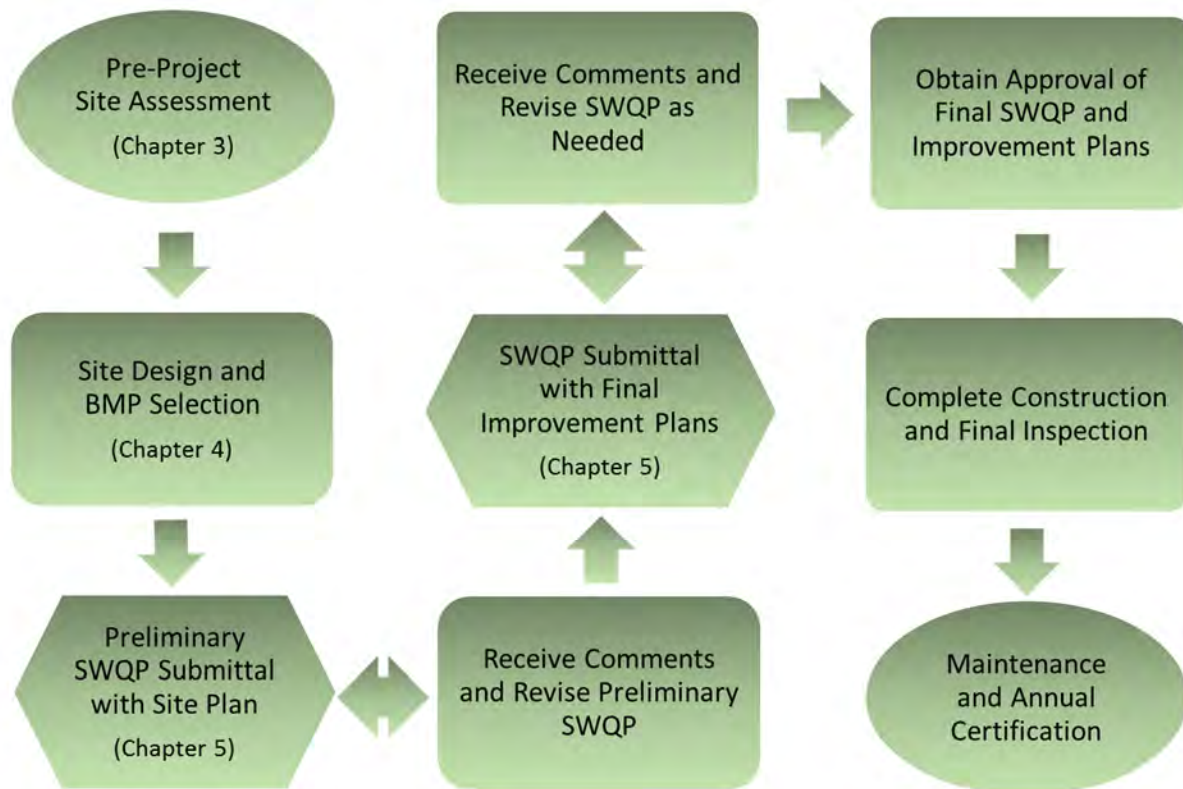 Pre-Project
Site Assessment
(Chapter 3)
Site Design and
BMP Selection
(Chapter 4)
Preliminary
SWQP Submittal
with Site Plan
(Chapter 5)
Receive Comments
and Revise Preliminary
SWQP
SWQP Submittal
with Final
Improvement Plans
(Chapter 5)
Receive Comments and
Revise SWQP as
Needed
Obtain Approval of
Final SWQP and
Improvement Plans
Complete Construction
and Final Inspection
Maintenance
and Annual
Certification